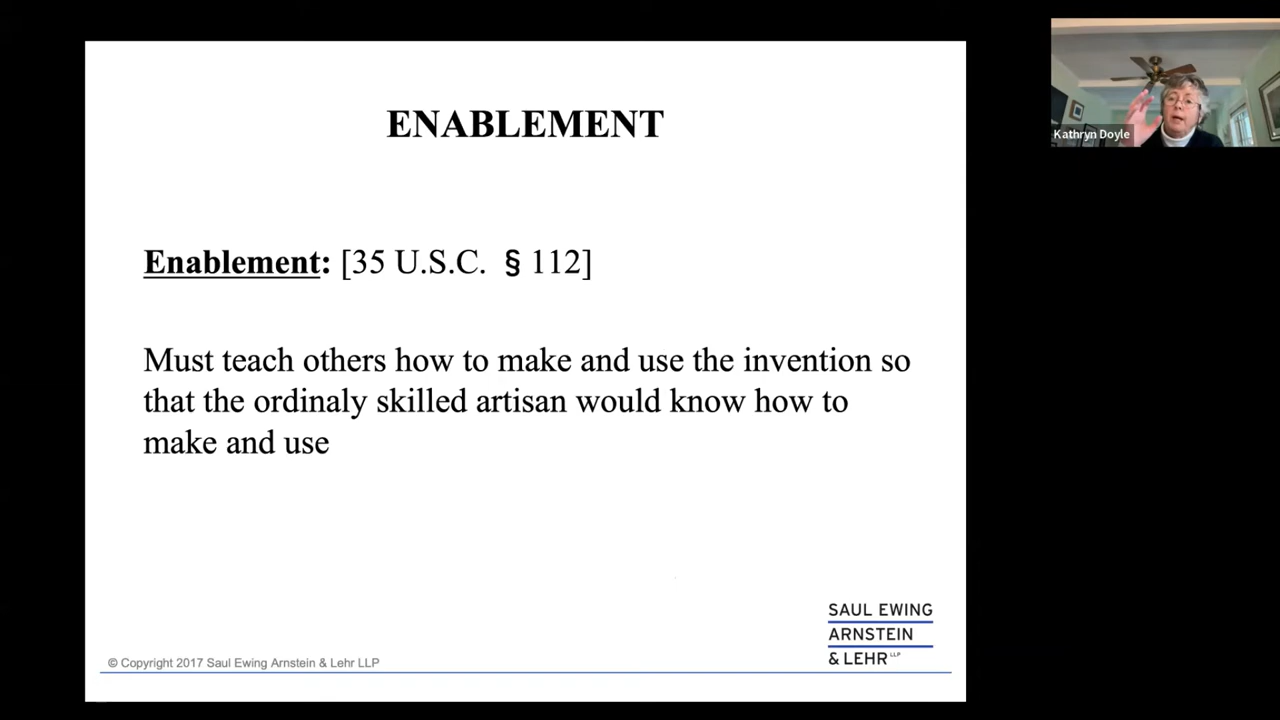 ENABLEMENT
Enablement: [35 U.S.C. § 112]
Must teach others how to make and use the invention so
that the ordinaly skilled artisan would know how to
make and use
SAUL EWING
ARNSTEIN
& LEHR LLP
© Copyright 2017 Saul Ewing Arnstein & Lehr LLP
Kathryn Doyle